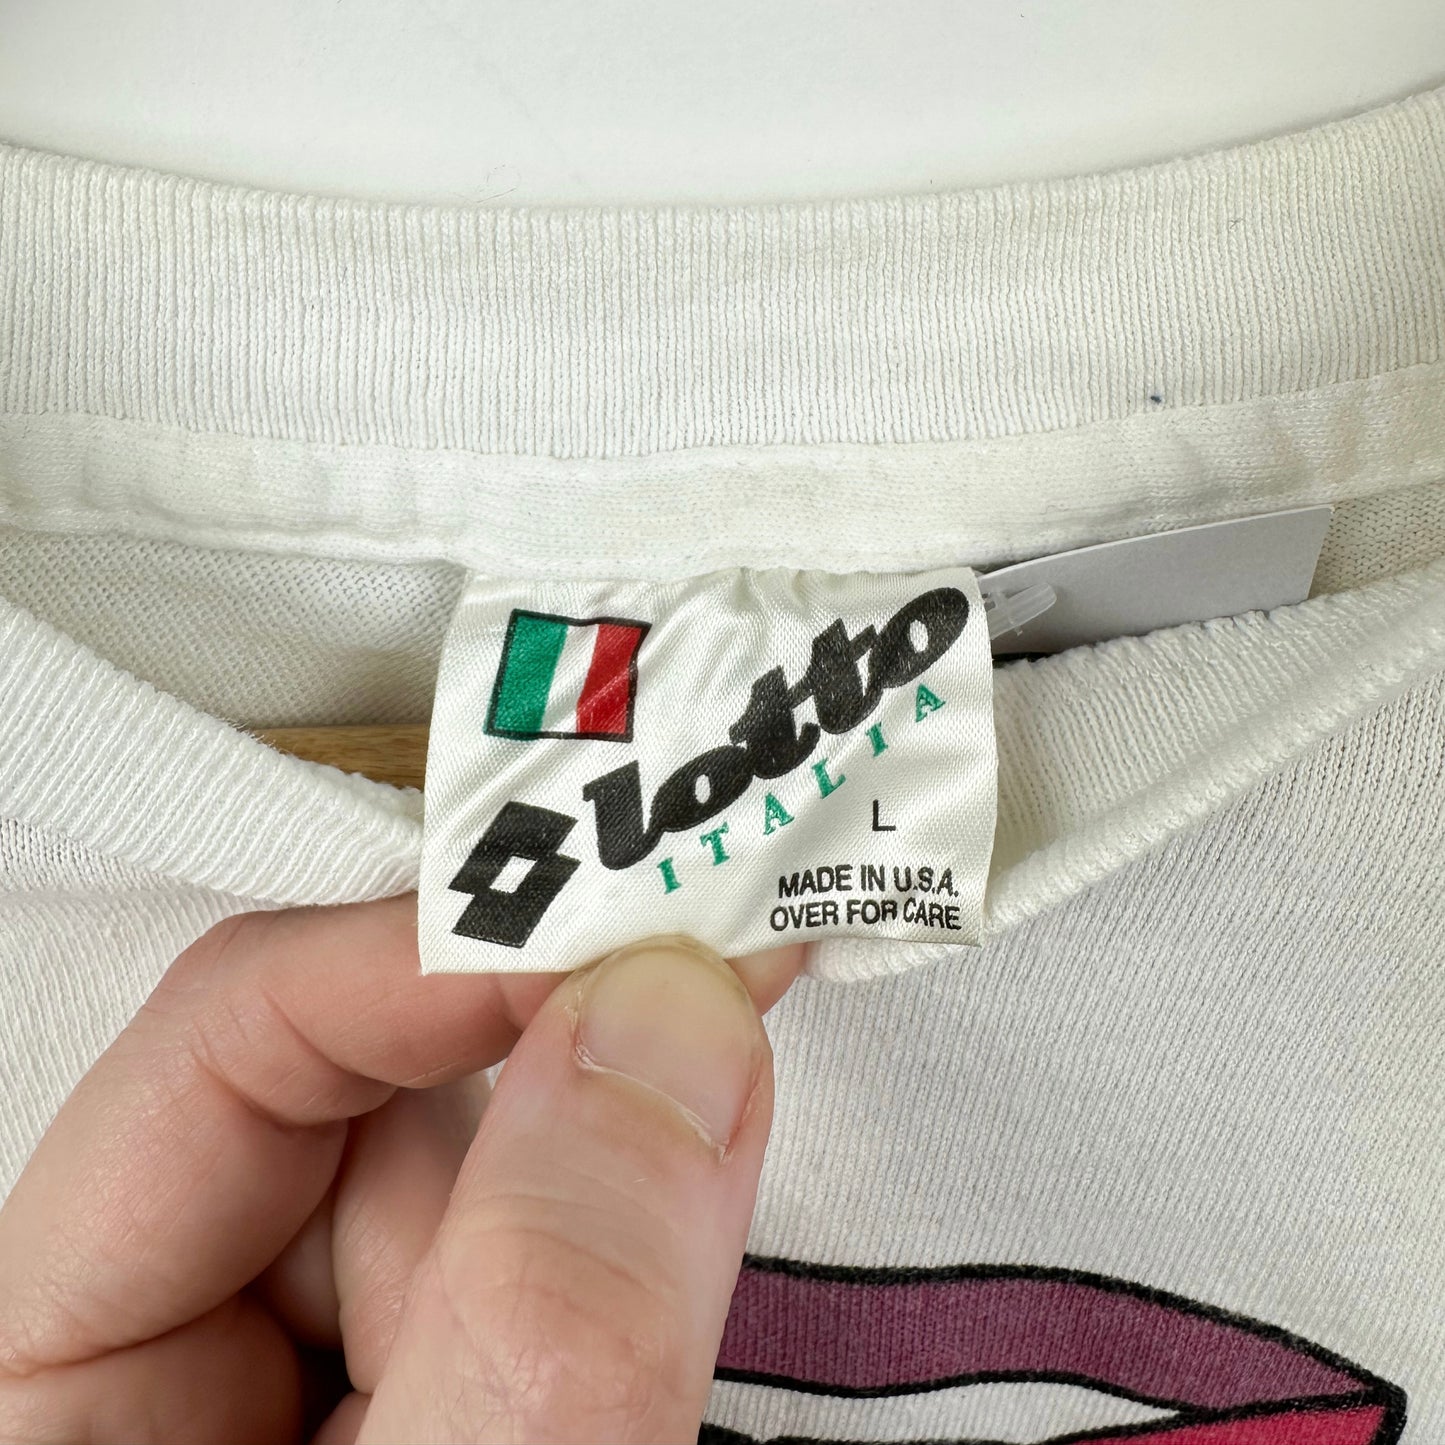 lotto
ITALIA
L
MADE IN U.S.A.
OVER FOR CARE